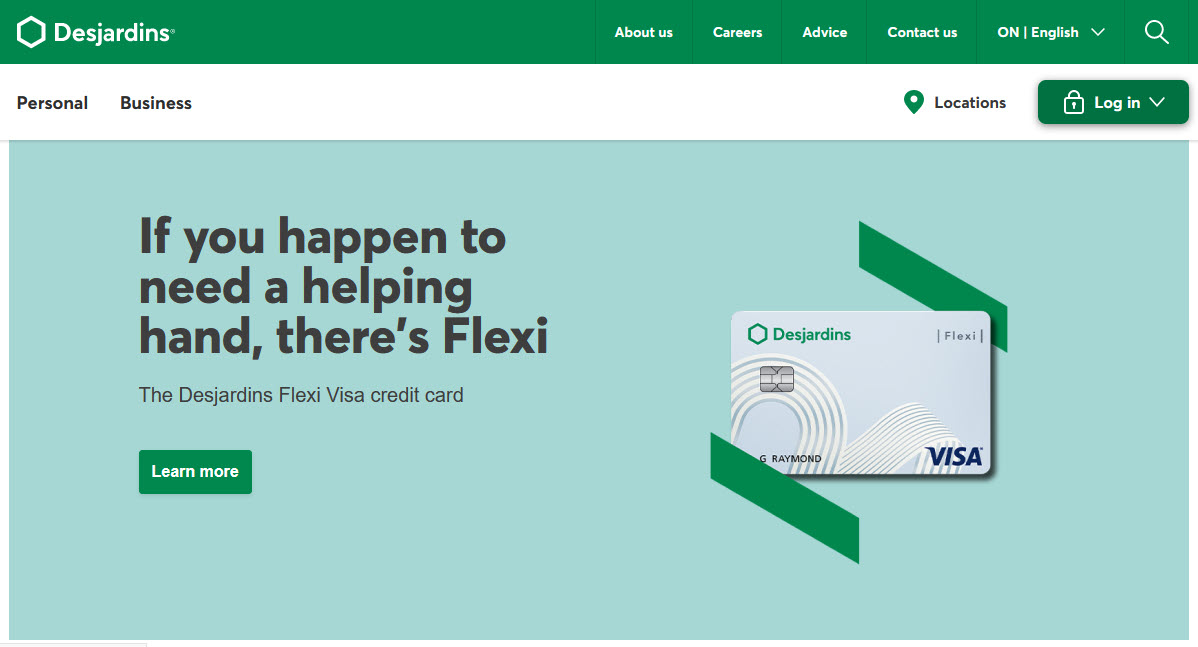 Desjardins
About us
Careers
Advice
Contact us
ON | English
Personal
Business
Locations
Log in
If you happen to
need a helping
hand, there's Flexi
The Desjardins Flexi Visa credit card
Learn more
Desjardins
| Flexi |
G RAYMOND
VISA